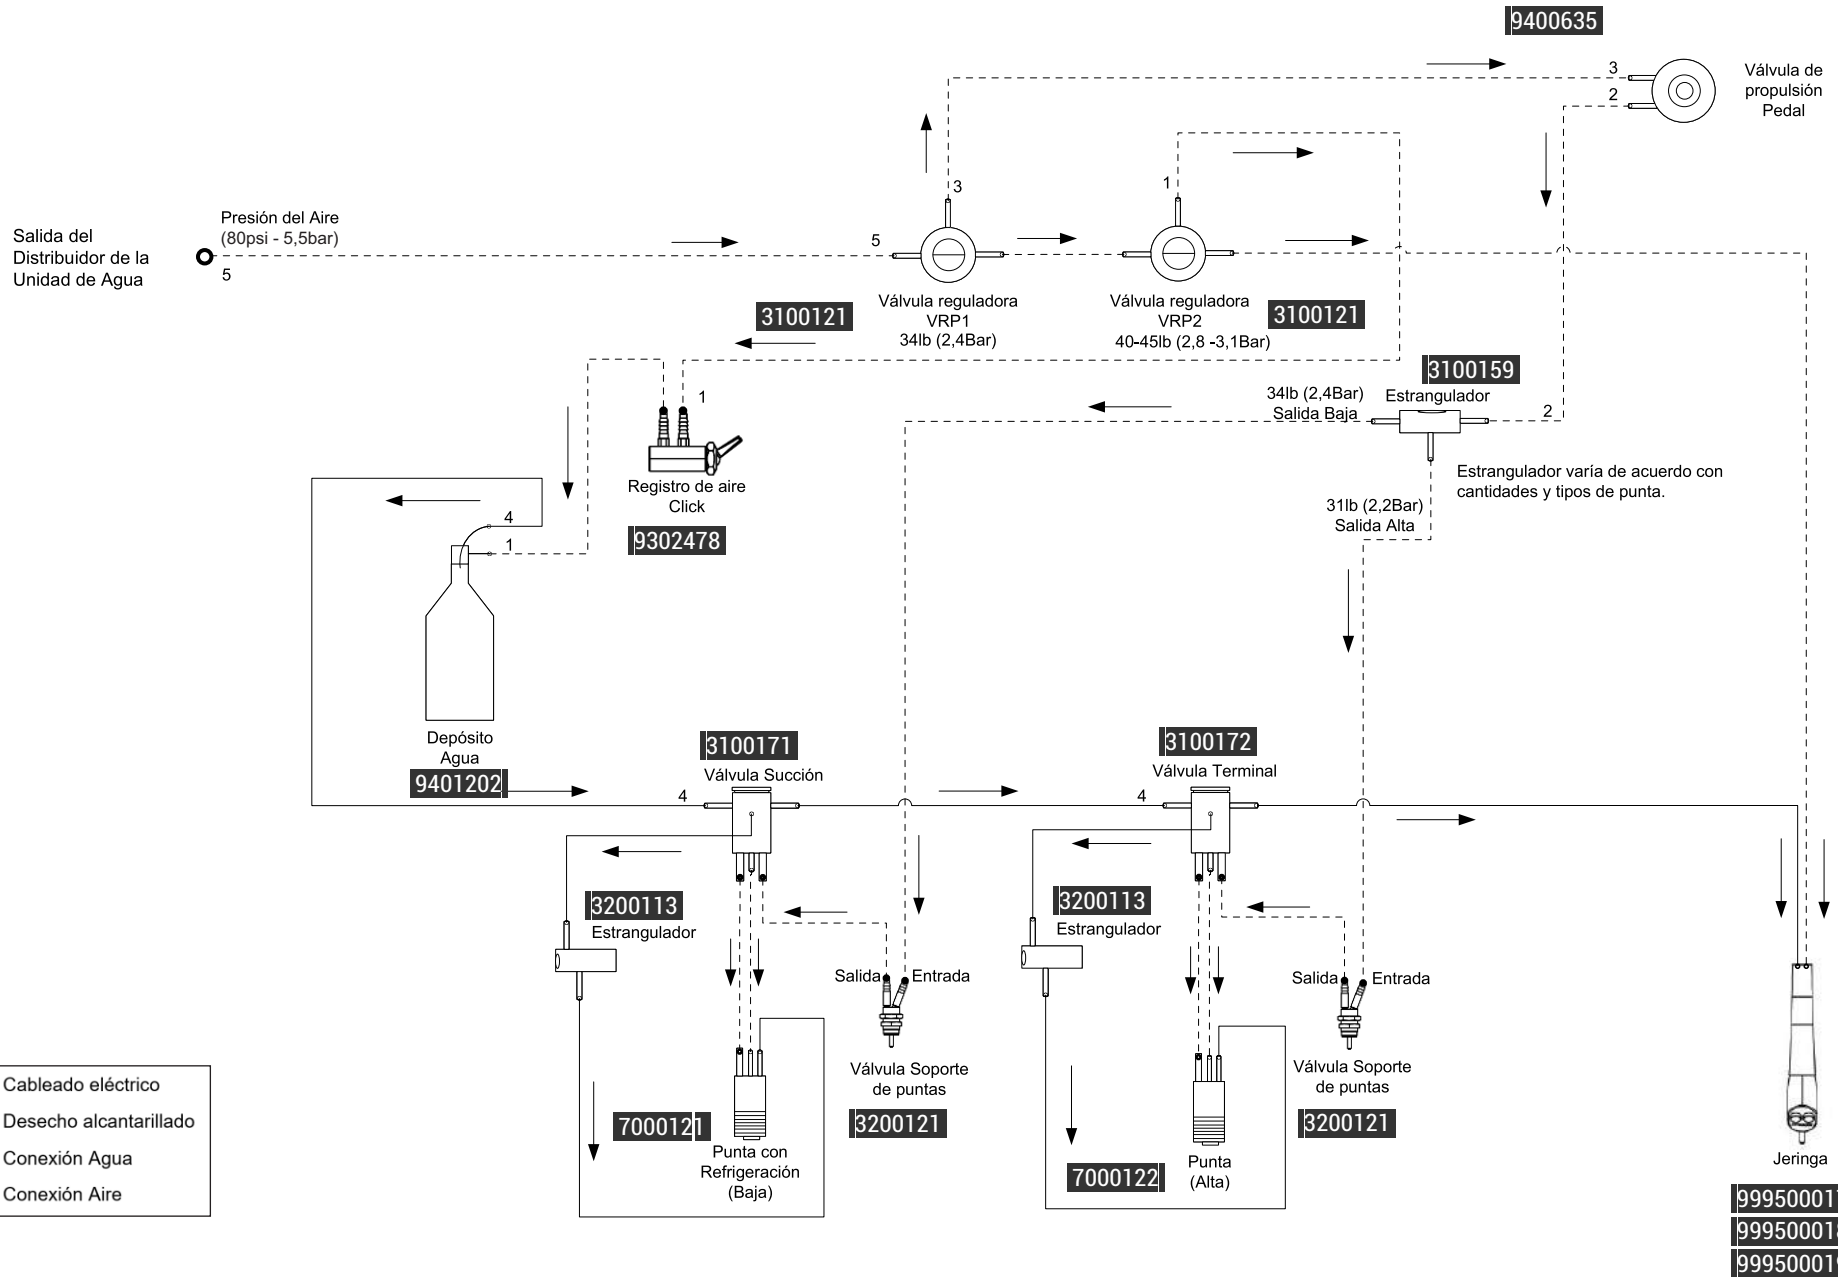 9400635
3
2
Válvula de
propulsión
Pedal
Salida del
Distribuidor de la
Unidad de Agua
Presión del Aire
(80psi - 5,5bar)
5
5
3
1
Válvula reguladora
VRP1
34lb (2,4Bar)
3100121
Válvula reguladora
VRP2
40-45lb (2,8 -3,1Bar)
3100121
3100159
Estrangulador
34lb (2,4Bar)
Salida Baja
2
Estrangulador varía de acuerdo con
cantidades y tipos de punta.
31lb (2,2Bar)
Salida Alta
1
Registro de aire
Click
9302478
4
1
Depósito
Agua
9401202
3100171
Válvula Succión
4
3100172
Válvula Terminal
4
3200113
Estrangulador
3200113
Estrangulador
Salida
Entrada
Salida
Entrada
Válvula Soporte
de puntas
3200121
Válvula Soporte
de puntas
3200121
7000121
Punta con
Refrigeración
(Baja)
7000122
Punta
(Alta)
Jeringa
Cableado eléctrico
Desecho alcantarillado
Conexión Agua
Conexión Aire